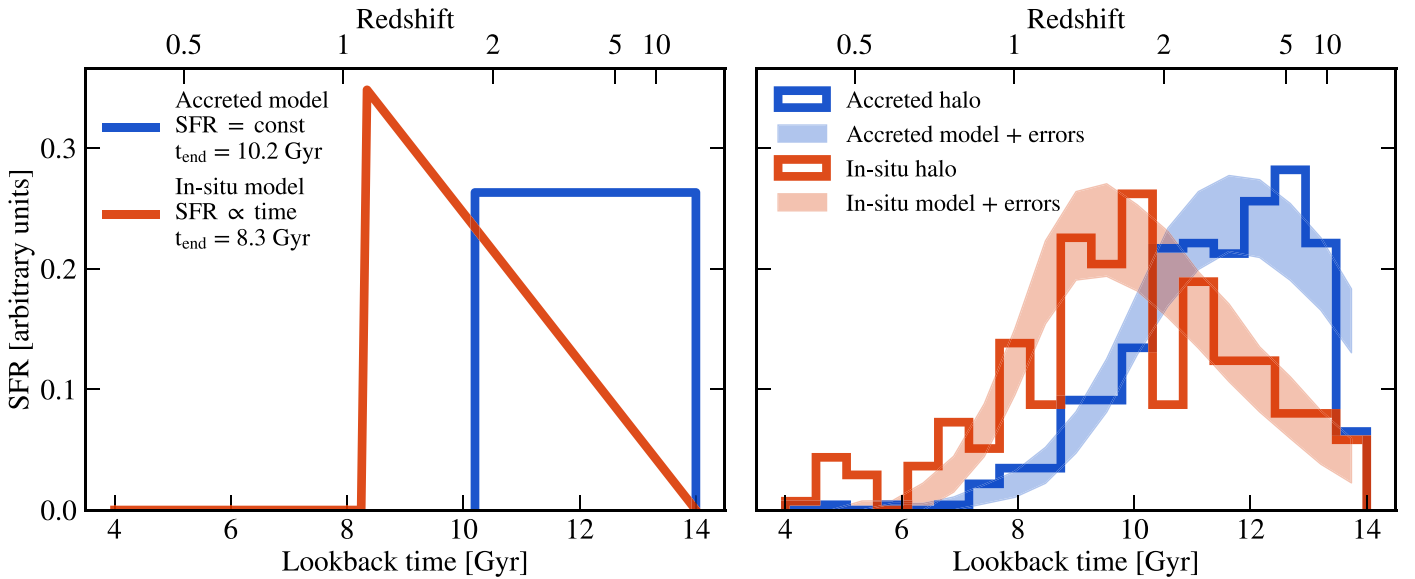 Redshift
0.5 1 2 5 10
Accreted model
SFR = const
t_end = 10.2 Gyr
In-situ model
SFR ∝ time
t_end = 8.3 Gyr
0.3
0.2
0.1
0.0
SFR [arbitrary units]
4 6 8 10 12 14
Lookback time [Gyr]
Redshift
0.5 1 2 5 10
Accreted halo
Accreted model + errors
In-situ halo
In-situ model + errors
4 6 8 10 12 14
Lookback time [Gyr]